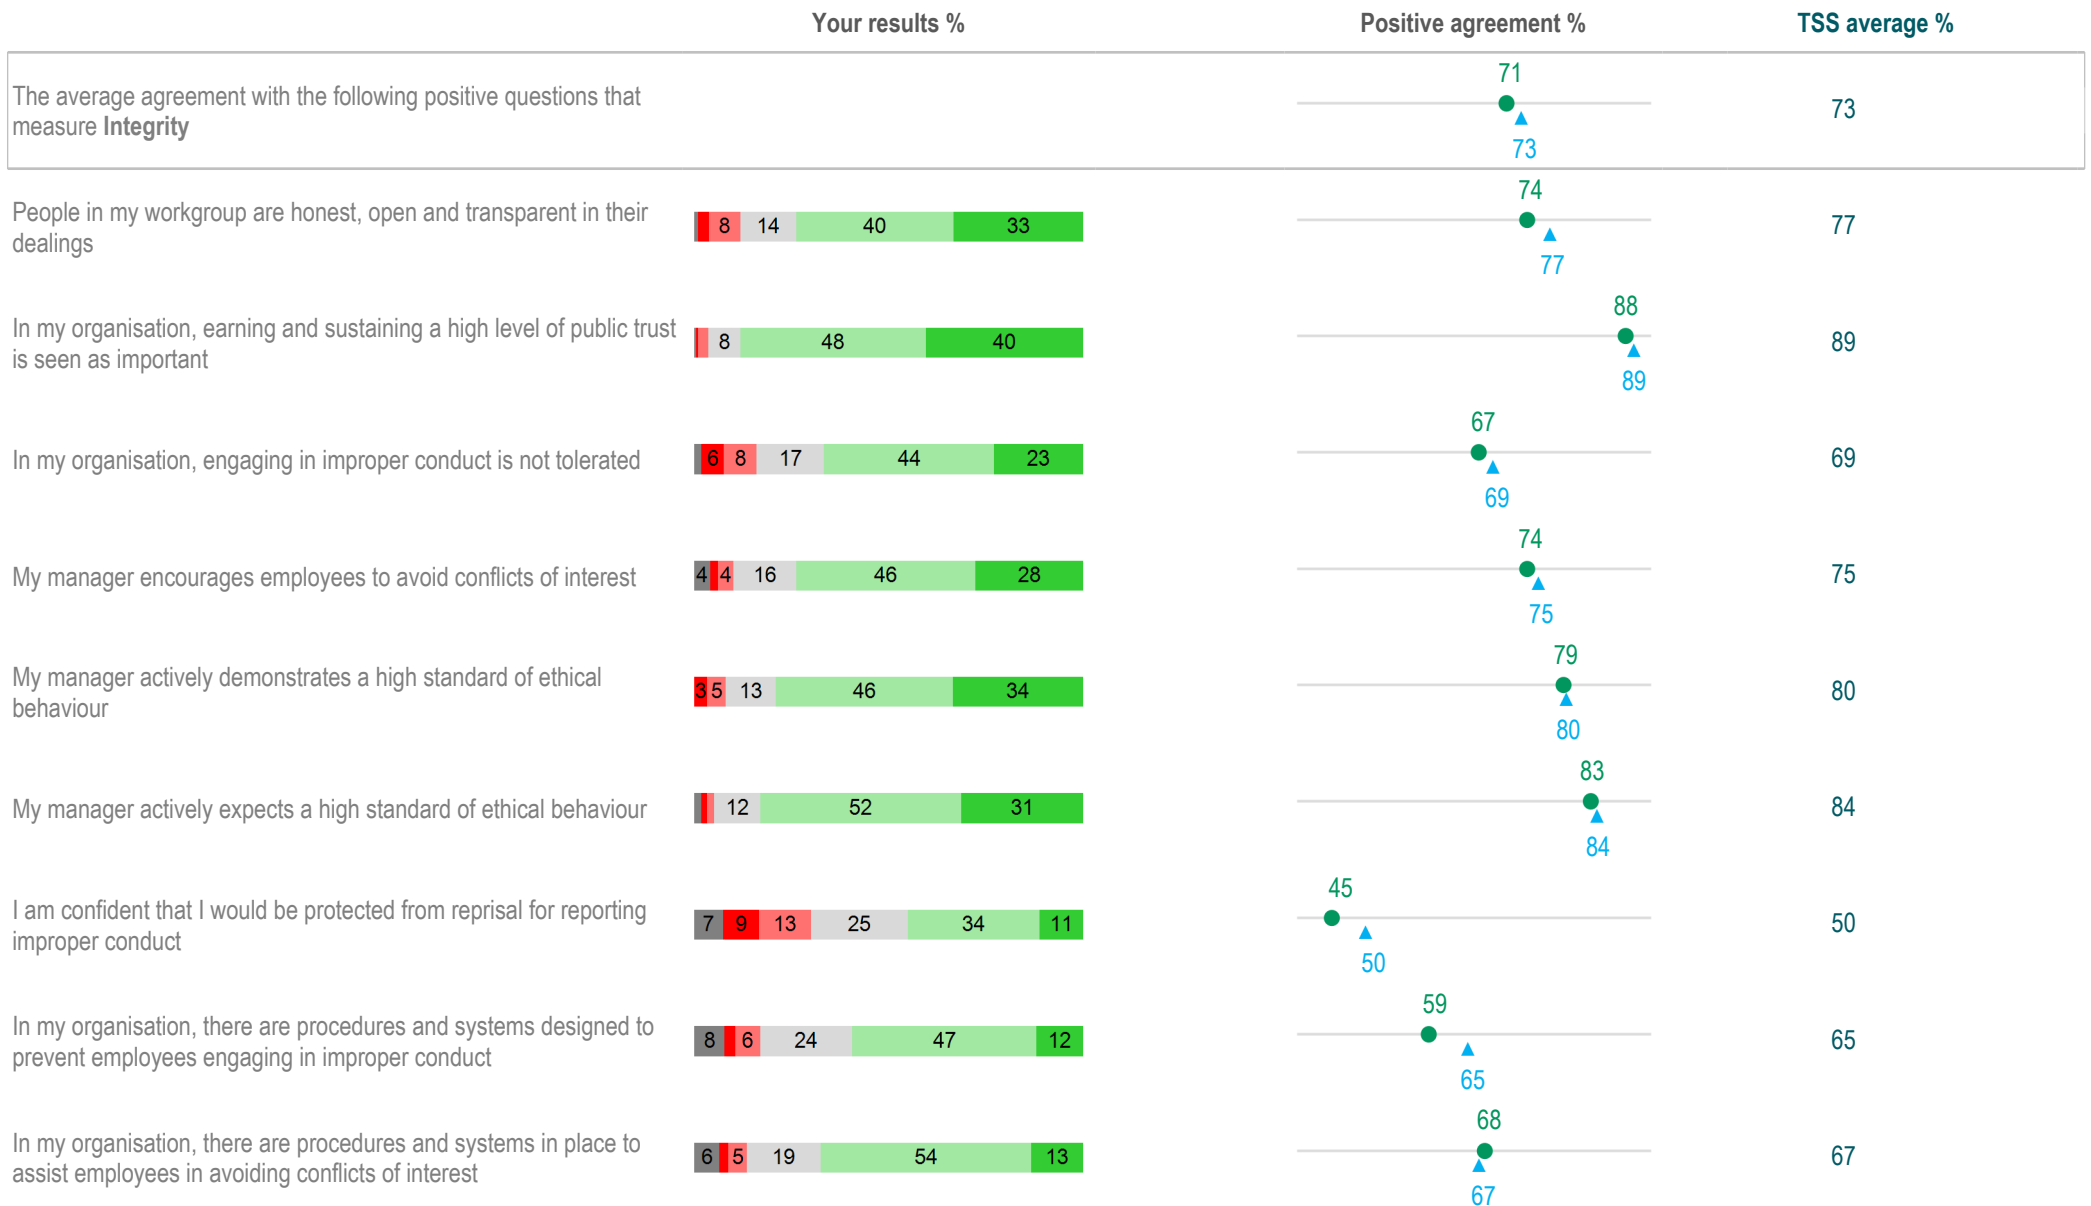 Your results % Positive agreement % TSS average %
71
The average agreement with the following positive questions that
measure Integrity
73
73
74
People in my workgroup are honest, open and transparent in their
dealings
8 14 40 33
77
77
88
In my organisation, earning and sustaining a high level of public trust
is seen as important
8 48 40
89
89
67
In my organisation, engaging in improper conduct is not tolerated
6 8 17 44 23
69
69
74
My manager encourages employees to avoid conflicts of interest
4 4 16 46 28
75
75
79
My manager actively demonstrates a high standard of ethical
behaviour
3 5 13 46 34
80
80
83
My manager actively expects a high standard of ethical behaviour
12 52 31
84
84
45
I am confident that I would be protected from reprisal for reporting
improper conduct
7 9 13 25 34 11
50
50
59
In my organisation, there are procedures and systems designed to
prevent employees engaging in improper conduct
8 6 24 47 12
65
65
68
In my organisation, there are procedures and systems in place to
assist employees in avoiding conflicts of interest
6 5 19 54 13
67
67